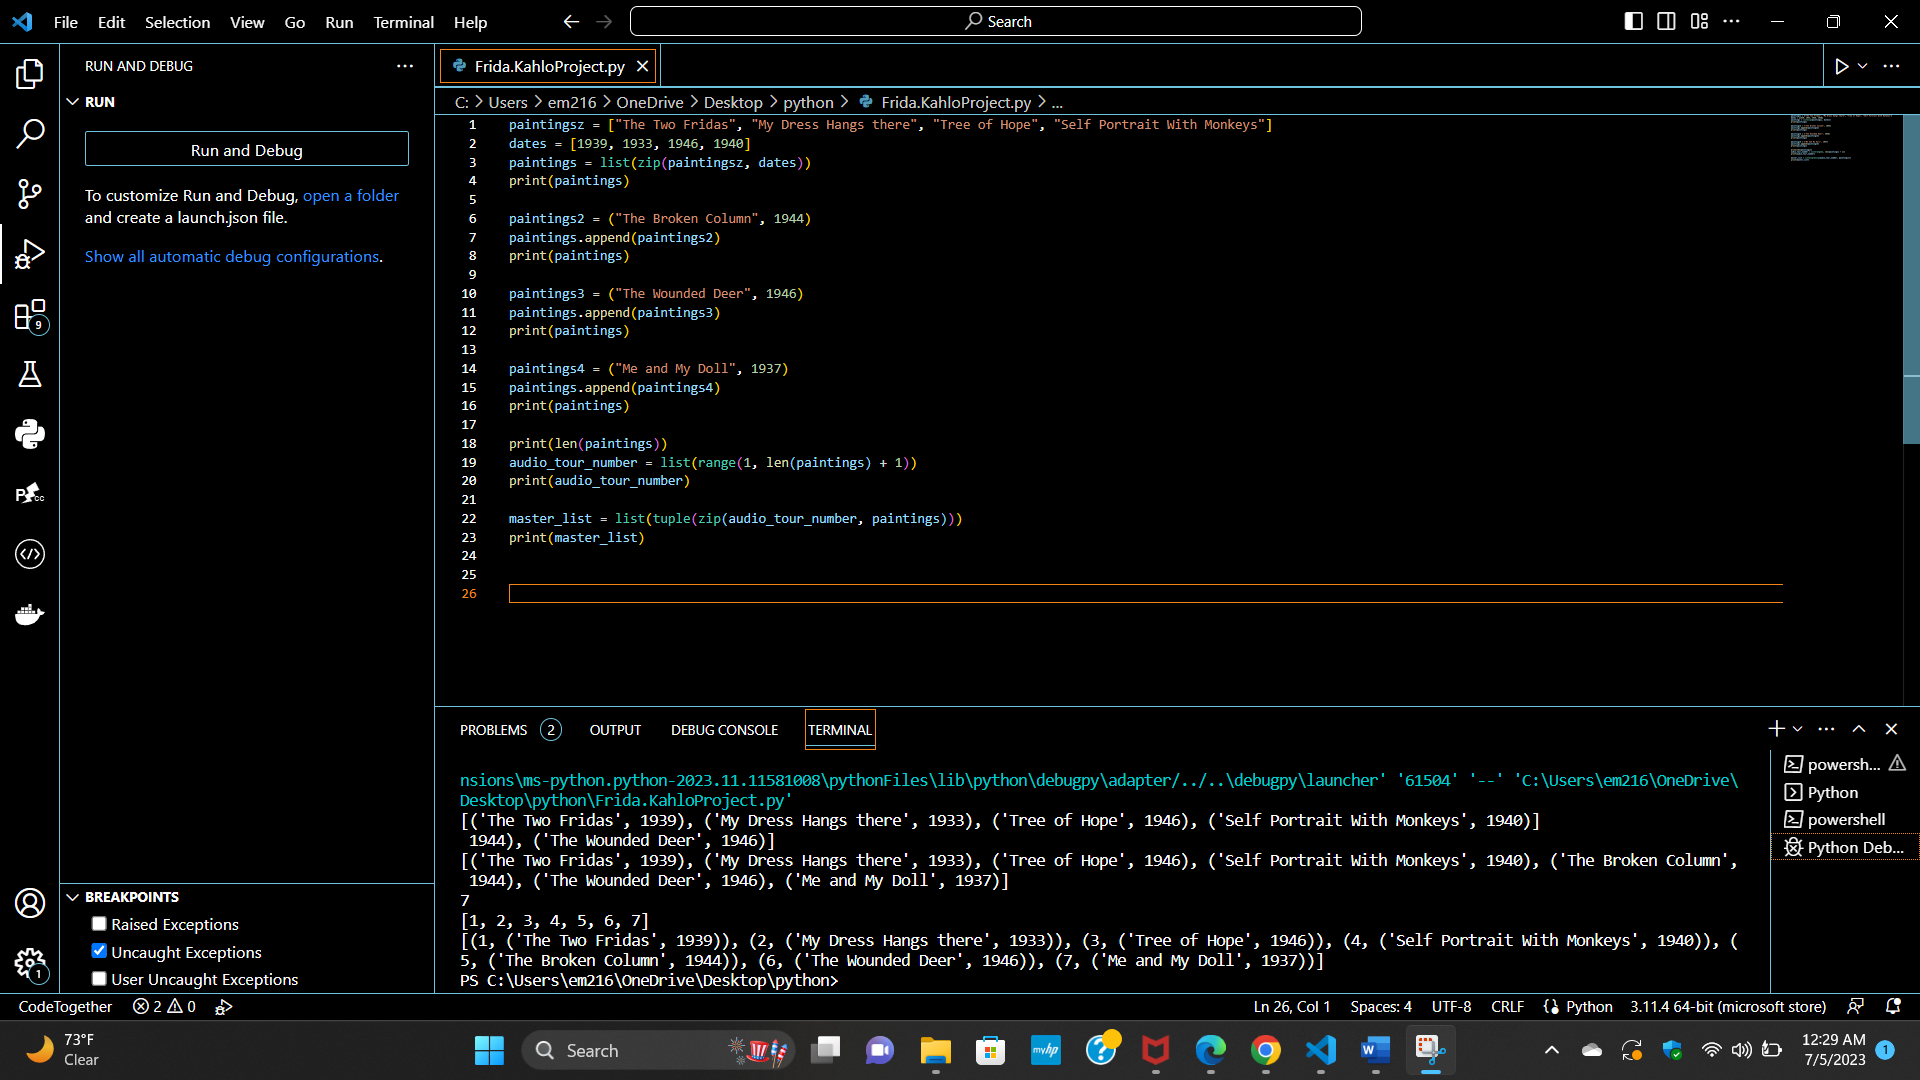 File Edit Selection View Go Run Terminal Help
Search
RUN AND DEBUG
RUN
Run and Debug
To customize Run and Debug, open a folder
and create a launch.json file.
Show all automatic debug configurations.
Frida.KahloProject.py
C: > Users > em216 > OneDrive > Desktop > python > Frida.KahloProject.py > ...
1 paintingsz = ["The Two Fridas", "My Dress Hangs there", "Tree of Hope", "Self Portrait With Monkeys"]
2 dates = [1939, 1933, 1946, 1940]
3 paintings = list(zip(paintingsz, dates))
4 print(paintings)
5
6 paintings2 = ("The Broken Column", 1944)
7 paintings.append(paintings2)
8 print(paintings)
9
10 paintings3 = ("The Wounded Deer", 1946)
11 paintings.append(paintings3)
12 print(paintings)
13
14 paintings4 = ("Me and My Doll", 1937)
15 paintings.append(paintings4)
16 print(paintings)
17
18 print(len(paintings))
19 audio_tour_number = list(range(1, len(paintings) + 1))
20 print(audio_tour_number)
21
22 master_list = list(tuple(zip(audio_tour_number, paintings)))
23 print(master_list)
24
25
26
PROBLEMS 2 OUTPUT DEBUG CONSOLE TERMINAL
nsions\ms-python.python-2023.11.11581008\pythonFiles\lib\python\debugpy\adapter/../..\debugpy\launcher' '61504' '--' 'C:\Users\em216\OneDrive\
Desktop\python\Frida.KahloProject.py'
[('The Two Fridas', 1939), ('My Dress Hangs there', 1933), ('Tree of Hope', 1946), ('Self Portrait With Monkeys', 1940)]
1944), ('The Wounded Deer', 1946)]
[('The Two Fridas', 1939), ('My Dress Hangs there', 1933), ('Tree of Hope', 1946), ('Self Portrait With Monkeys', 1940), ('The Broken Column',
1944), ('The Wounded Deer', 1946), ('Me and My Doll', 1937)]
7
[1, 2, 3, 4, 5, 6, 7]
[(1, ('The Two Fridas', 1939)), (2, ('My Dress Hangs there', 1933)), (3, ('Tree of Hope', 1946)), (4, ('Self Portrait With Monkeys', 1940)), (
5, ('The Broken Column', 1944)), (6, ('The Wounded Deer', 1946)), (7, ('Me and My Doll', 1937))]
PS C:\Users\em216\OneDrive\Desktop\python>
powersh...
Python
powershell
Python Deb...
9
P cc
1
BREAKPOINTS
Raised Exceptions
Uncaught Exceptions
User Uncaught Exceptions
CodeTogether 2 0
Ln 26, Col 1 Spaces: 4 UTF-8 CRLF Python 3.11.4 64-bit (microsoft store)
73°F
Clear
Search
myhp
W
12:29 AM
7/5/2023
1